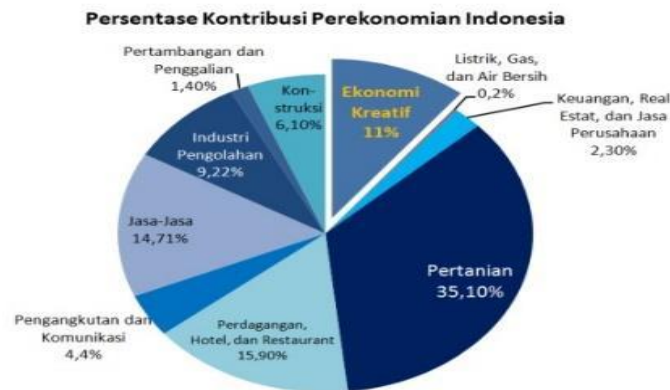 Persentase Kontribusi Perekonomian Indonesia
Pertambangan dan
Penggalian
1,40%
Kon-
struksi
6,10%
Ekonomi
Kreatif
11%
Listrik, Gas,
dan Air Bersih
0,2%
Keuangan, Real
Estat, dan Jasa
Perusahaan
2,30%
Industri
Pengolahan
9,22%
Jasa-Jasa
14,71%
Pertanian
35,10%
Pengangkutan dan
Komunikasi
4,4%
Perdagangan,
Hotel, dan Restaurant
15,90%